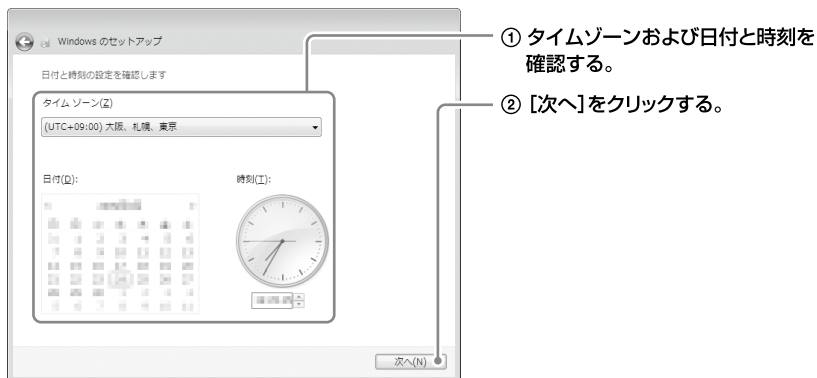 Windows のセットアップ
日付と時刻の設定を確認します
タイム ゾーン(Z)
(UTC+09:00) 大阪、札幌、東京
日付(D):
時刻(T):
次へ(N)
① タイムゾーンおよび日付と時刻を
確認する。
② [次へ]をクリックする。